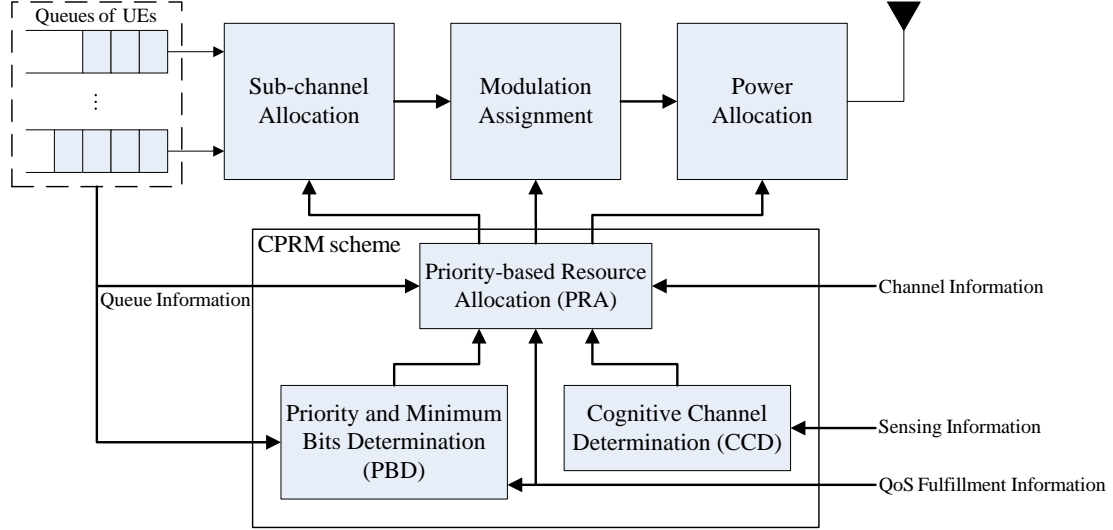 Queues of UEs
...
Sub-channel
Allocation
Modulation
Assignment
Power
Allocation
CPRM scheme
Priority-based Resource
Allocation (PRA)
Queue Information
Channel Information
Priority and Minimum
Bits Determination
(PBD)
Cognitive Channel
Determination (CCD)
Sensing Information
QoS Fulfillment Information